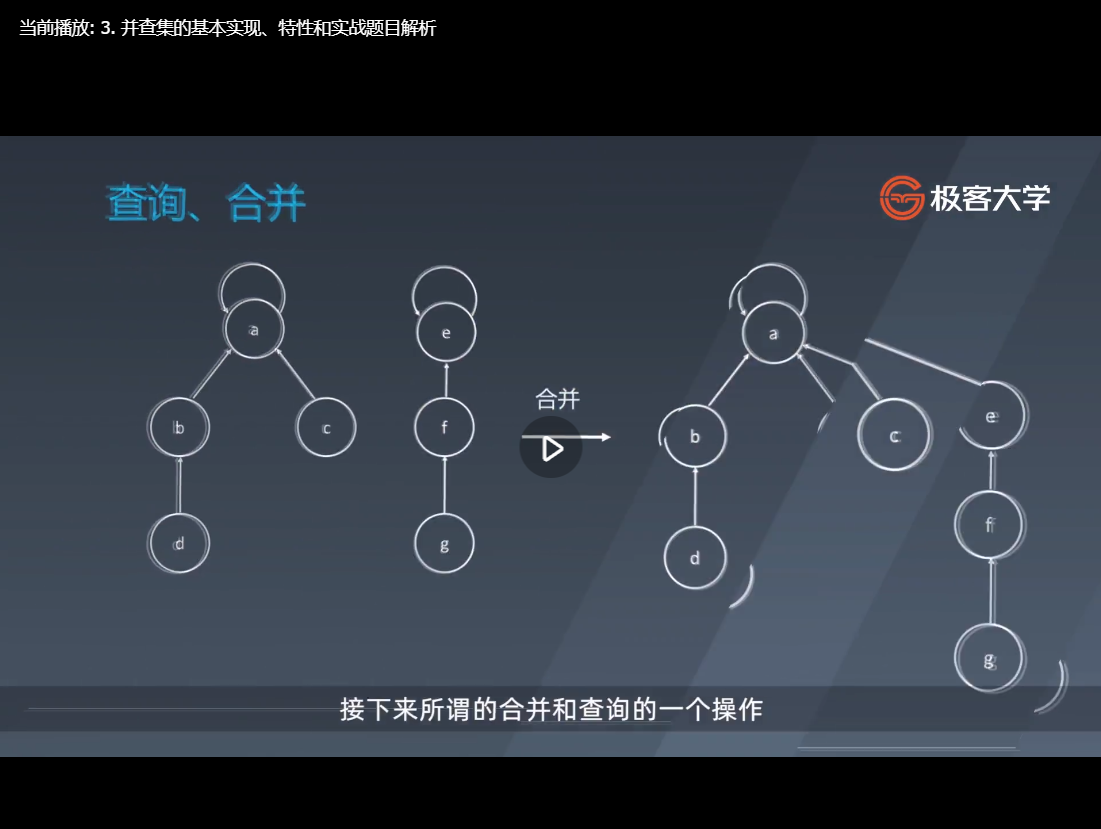 当前播放: 3. 并查集的基本实现、特性和实战题目解析
查询、合并
极客大学
a
e
a
合并
b
c
f
b
c
e
d
g
d
f
g
接下来所谓的合并和查询的一个操作